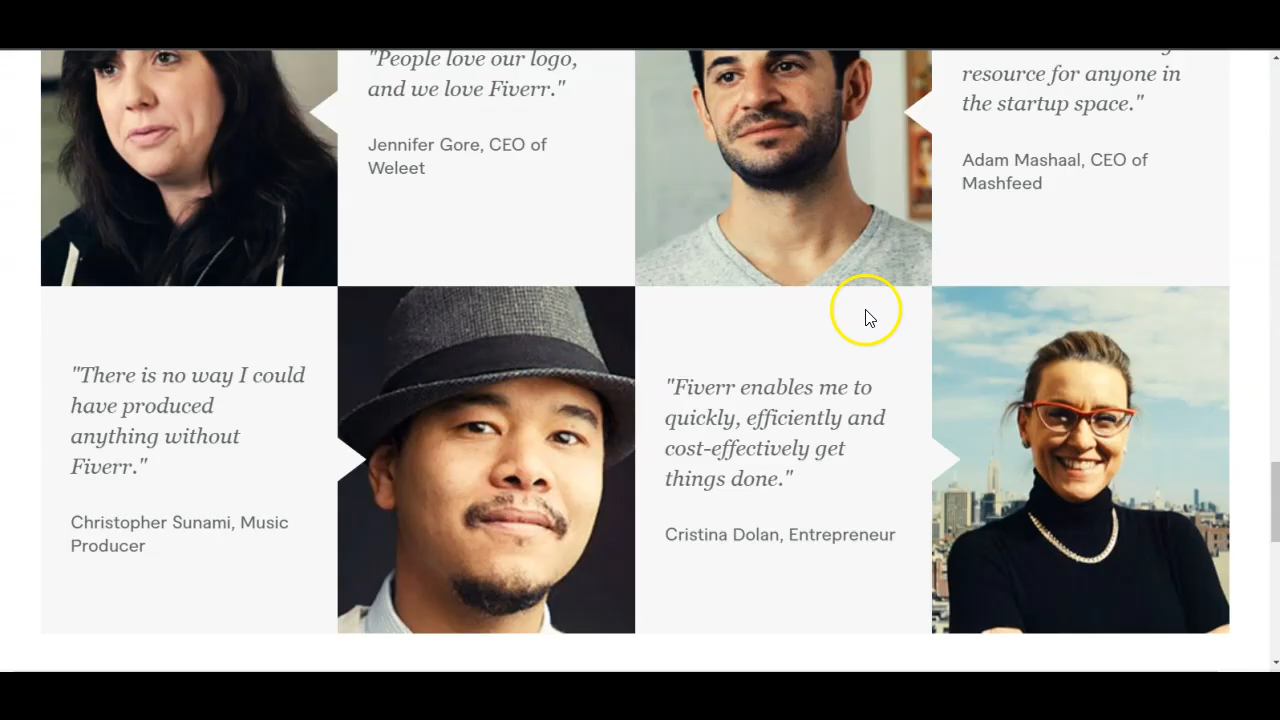 "People love our logo,
and we love Fiverr."
Jennifer Gore, CEO of
Weleet
resource for anyone in
the startup space."
Adam Mashaal, CEO of
Mashfeed
"There is no way I could
have produced
anything without
Fiverr."
Christopher Sunami, Music
Producer
"Fiverr enables me to
quickly, efficiently and
cost-effectively get
things done."
Cristina Dolan, Entrepreneur